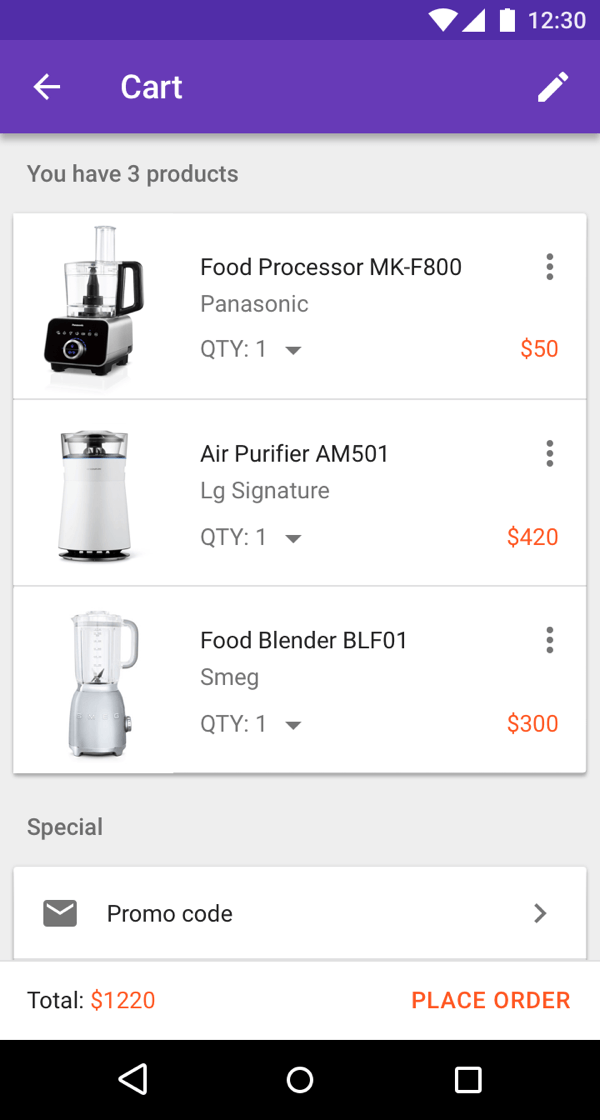 12:30
Cart
You have 3 products
Food Processor MK-F800
Panasonic
QTY: 1
$50
Air Purifier AM501
Lg Signature
QTY: 1
$420
Food Blender BLF01
Smeg
QTY: 1
$300
Special
Promo code
Total: $1220
PLACE ORDER